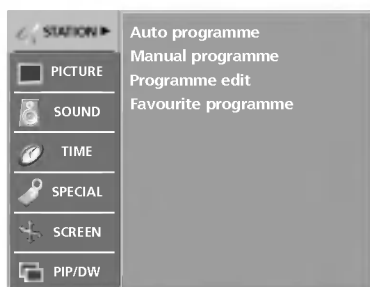 STATION
PICTURE
SOUND
TIME
SPECIAL
SCREEN
PIP/DW
Auto programme
Manual programme
Programme edit
Favourite programme